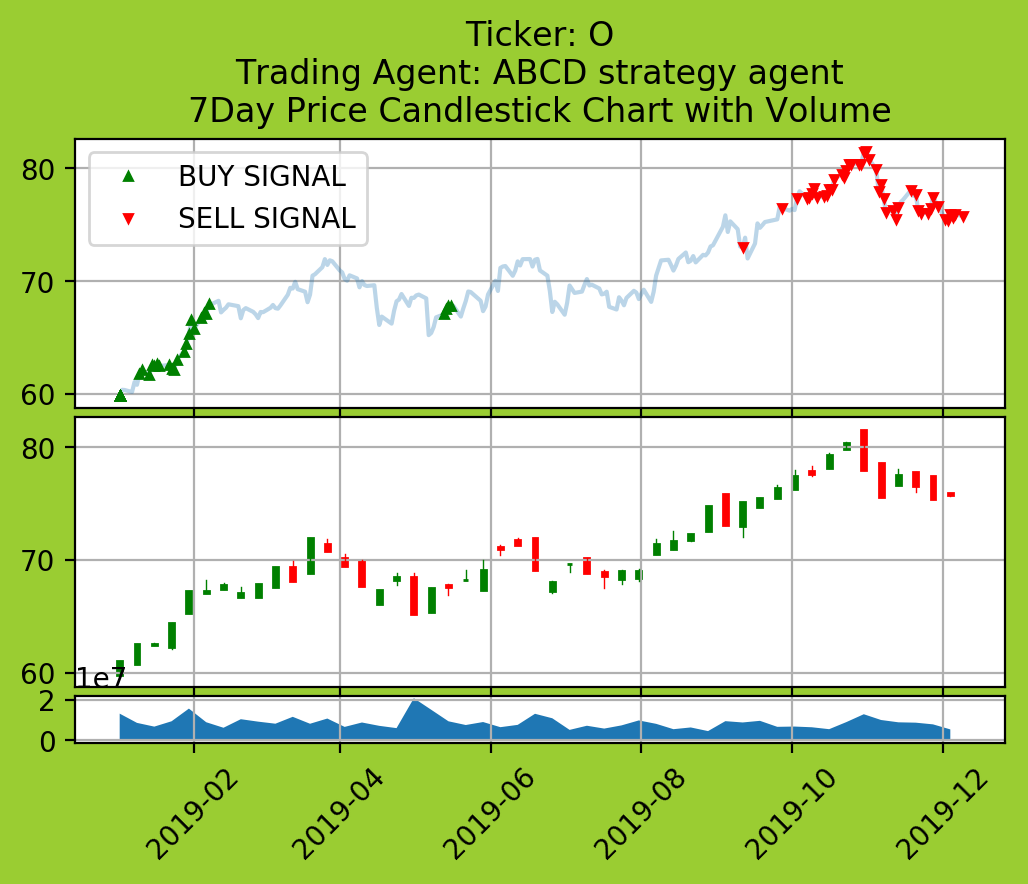 Ticker: O
Trading Agent: ABCD strategy agent
7Day Price Candlestick Chart with Volume
BUY SIGNAL
SELL SIGNAL
80
70
60
80
70
60
1e7
2
0
2019-02
2019-04
2019-06
2019-08
2019-10
2019-12